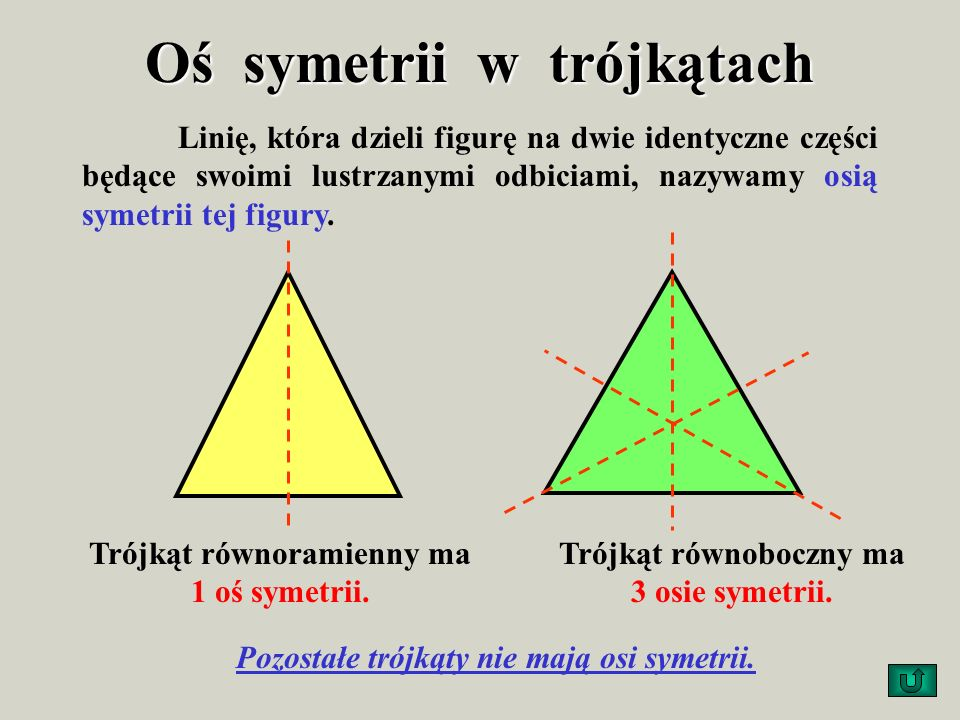 Oś symetrii w trójkątach
Linię, która dzieli figurę na dwie identyczne części
będące swoimi lustrzanymi odbiciami, nazywamy osią
symetrii tej figury.
Trójkąt równoramienny ma
1 oś symetrii.
Trójkąt równoboczny ma
3 osie symetrii.
Pozostałe trójkąty nie mają osi symetrii.